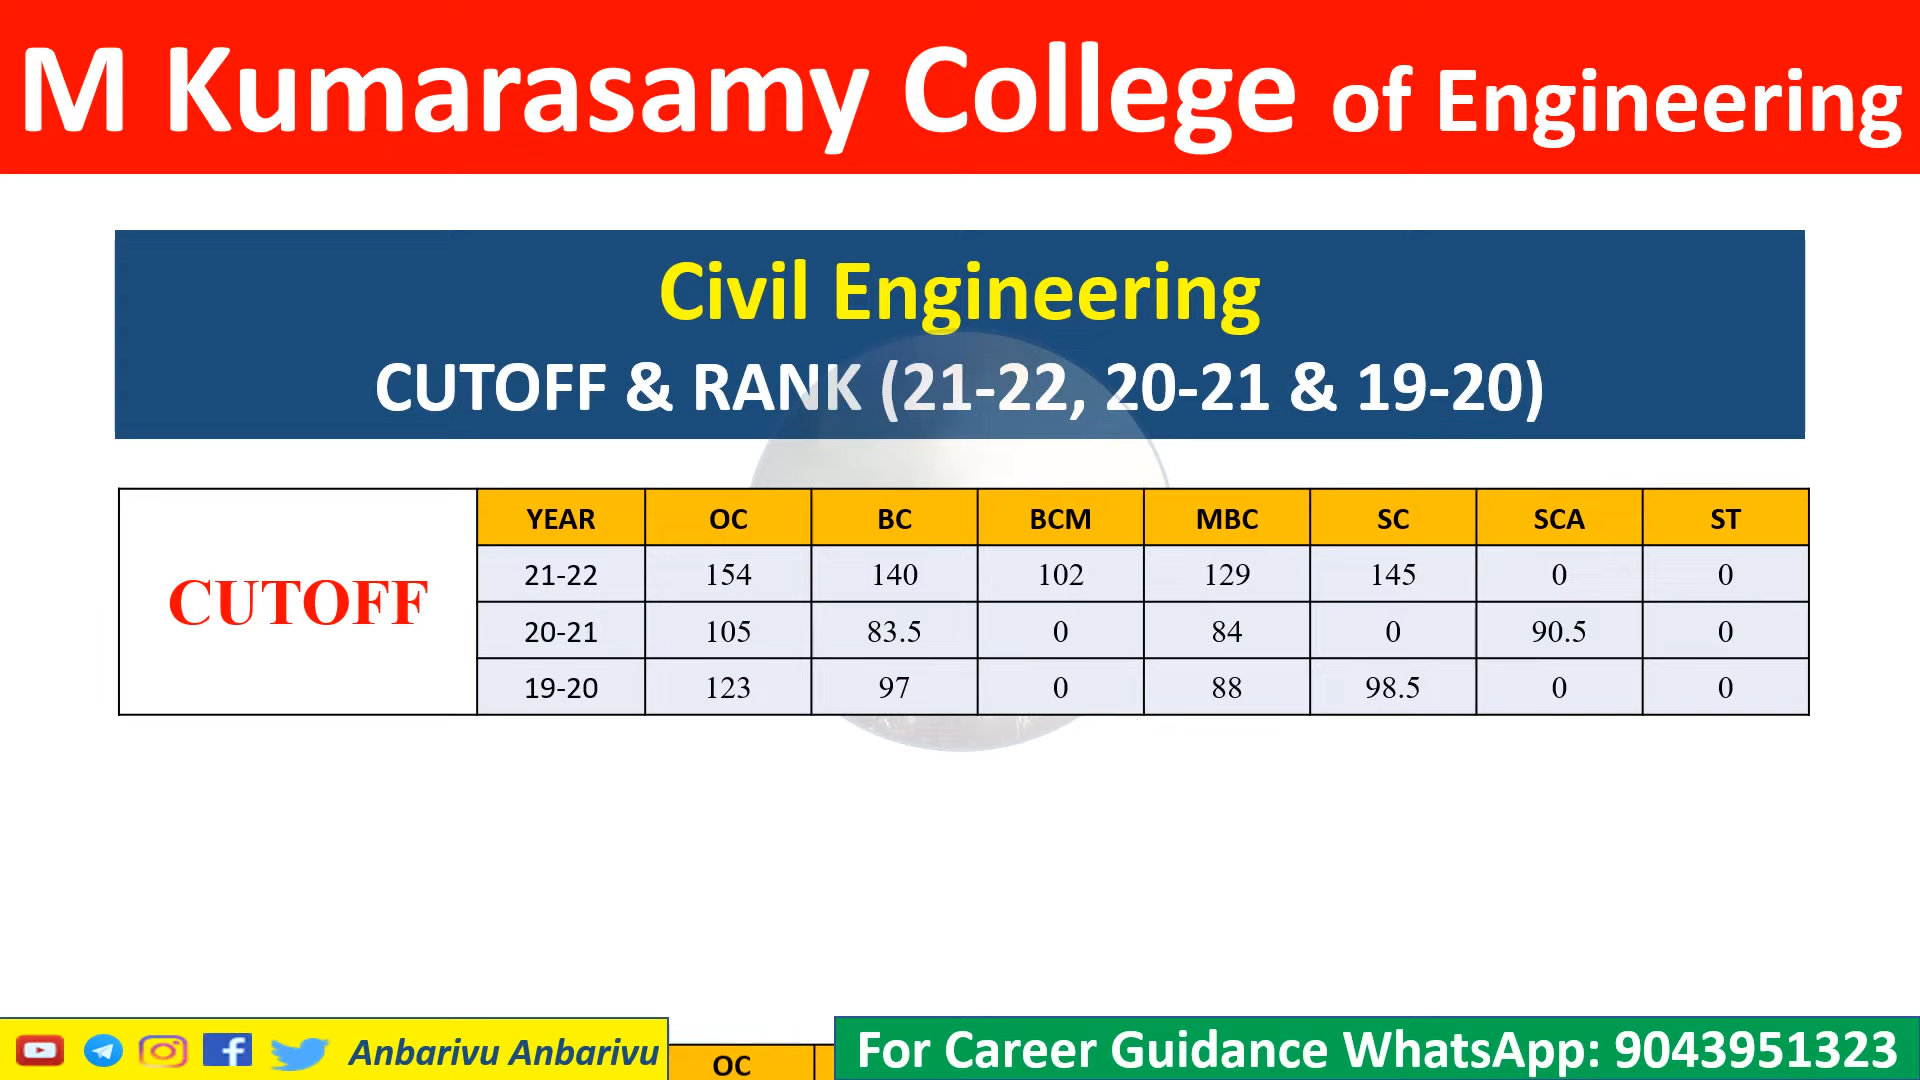 M Kumarasamy College of Engineering
Civil Engineering
CUTOFF & RANK (21-22, 20-21 & 19-20)
CUTOFF
YEAR OC BC BCM MBC SC SCA ST
21-22 154 140 102 129 145 0 0
20-21 105 83.5 0 84 0 90.5 0
19-20 123 97 0 88 98.5 0 0
Anbarivu Anbarivu
OC
For Career Guidance WhatsApp: 9043951323